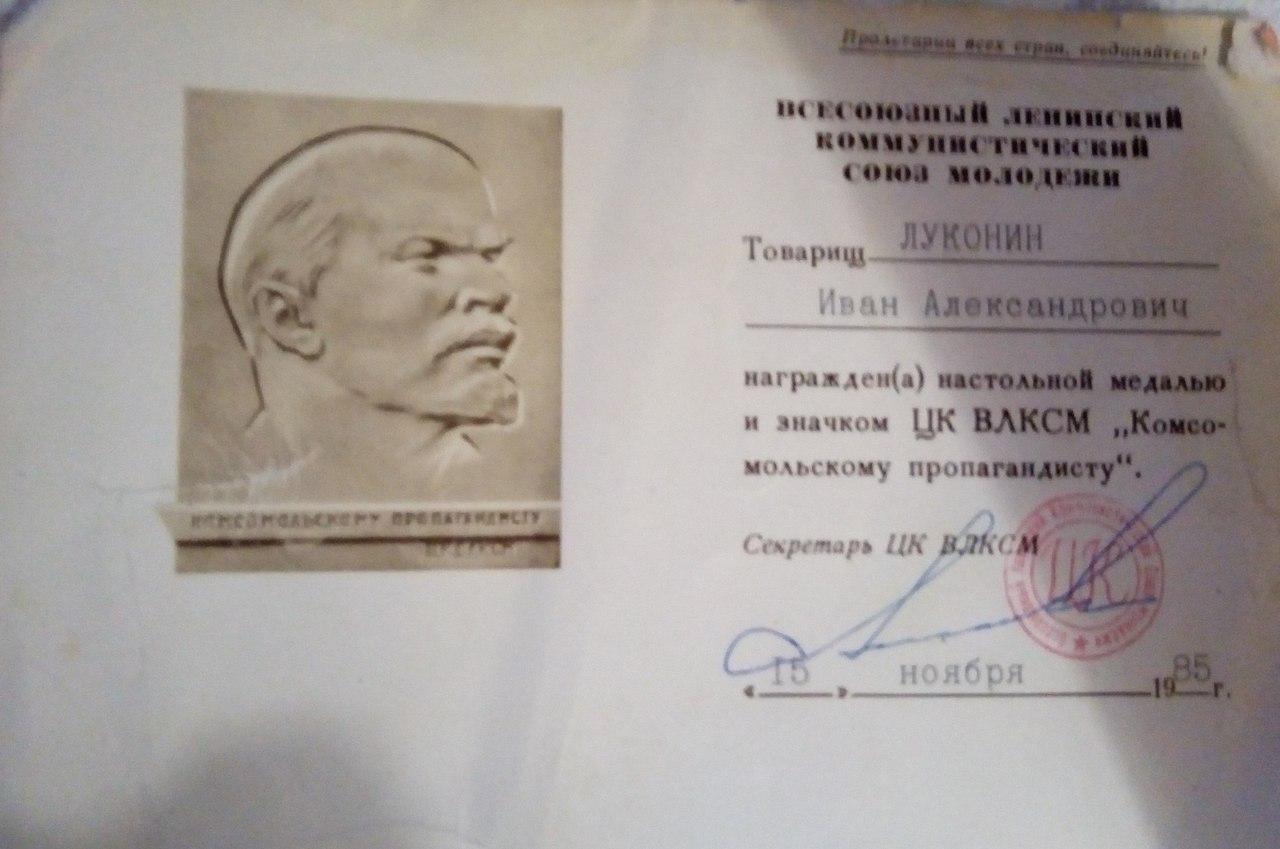 КОМСОМОЛЬСКОМУ ПРОПАГАНДИСТУ
Пролетарии всех стран, соединяйтесь!
ВСЕСОЮЗНЫЙ ЛЕНИНСКИЙ
КОММУНИСТИЧЕСКИЙ
СОЮЗ МОЛОДЕЖИ
Товарищ ЛУКОНИН
Иван Александрович
награжден(а) настольной медалью
и значком ЦК ВЛКСМ „Комсо-
мольскому пропагандисту“.
Секретарь ЦК ВЛКСМ
ЦК
«15» ноября 1985 г.